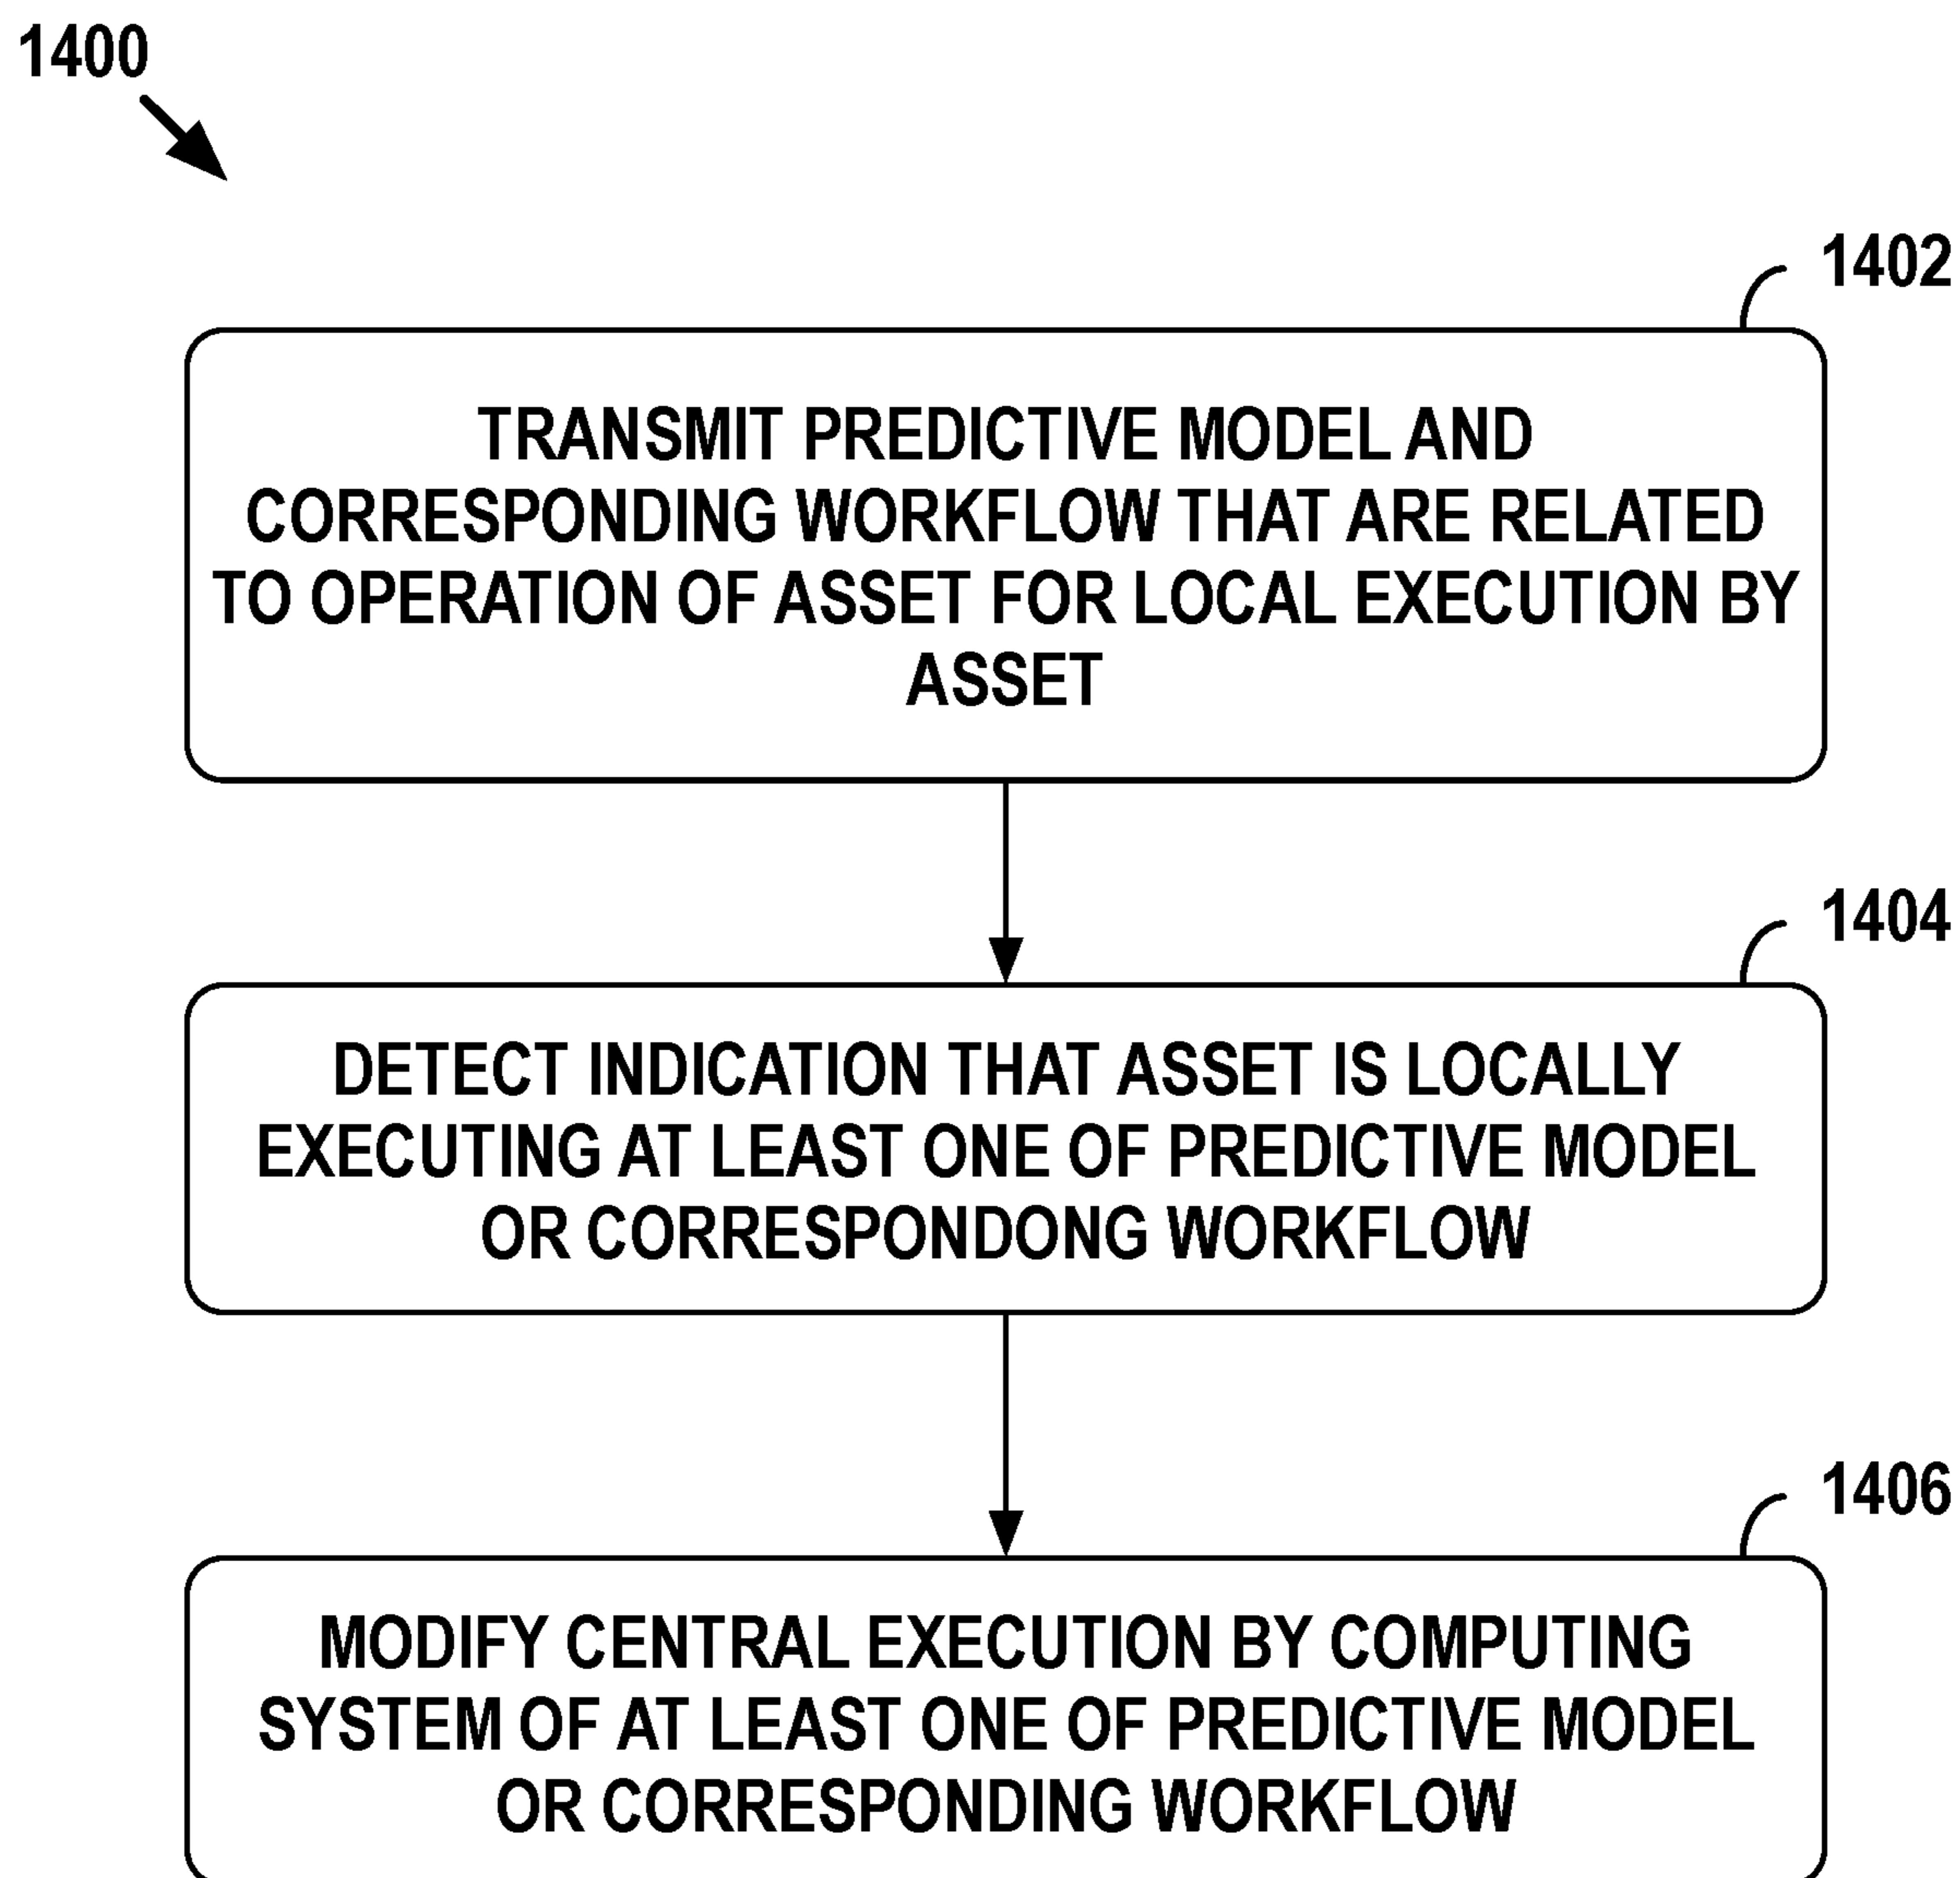 1400
1402
TRANSMIT PREDICTIVE MODEL AND
CORRESPONDING WORKFLOW THAT ARE RELATED
TO OPERATION OF ASSET FOR LOCAL EXECUTION BY
ASSET
1404
DETECT INDICATION THAT ASSET IS LOCALLY
EXECUTING AT LEAST ONE OF PREDICTIVE MODEL
OR CORRESPONDONG WORKFLOW
1406
MODIFY CENTRAL EXECUTION BY COMPUTING
SYSTEM OF AT LEAST ONE OF PREDICTIVE MODEL
OR CORRESPONDING WORKFLOW